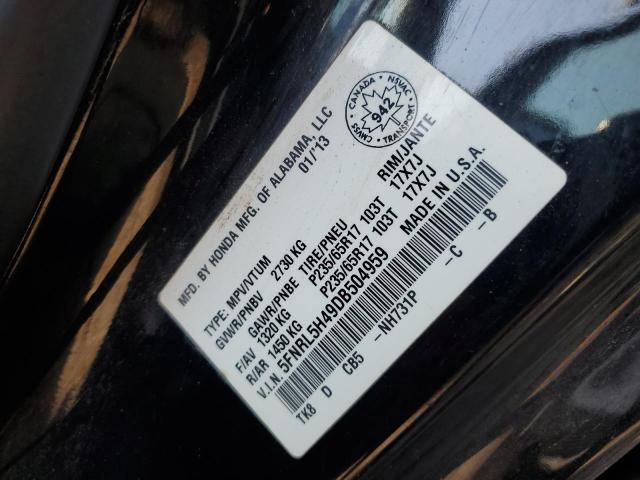 MFD. BY HONDA MFG. OF ALABAMA, LLC
01/'13
CANADA · NSVAC
942
CMVSS TRANSPORT
TYPE: MPV/VTUM
GVWR/PNBV 2730 KG
GAWR/PNBE TIRE/PNEU RIM/JANTE
F/AV 1320 KG P235/65R17 103T 17X7J
R/AR 1450 KG P235/65R17 103T 17X7J
V.I.N. 5FNRL5H49DB504959 MADE IN U.S.A.
TK8 D CB5 -NH731P -C -B